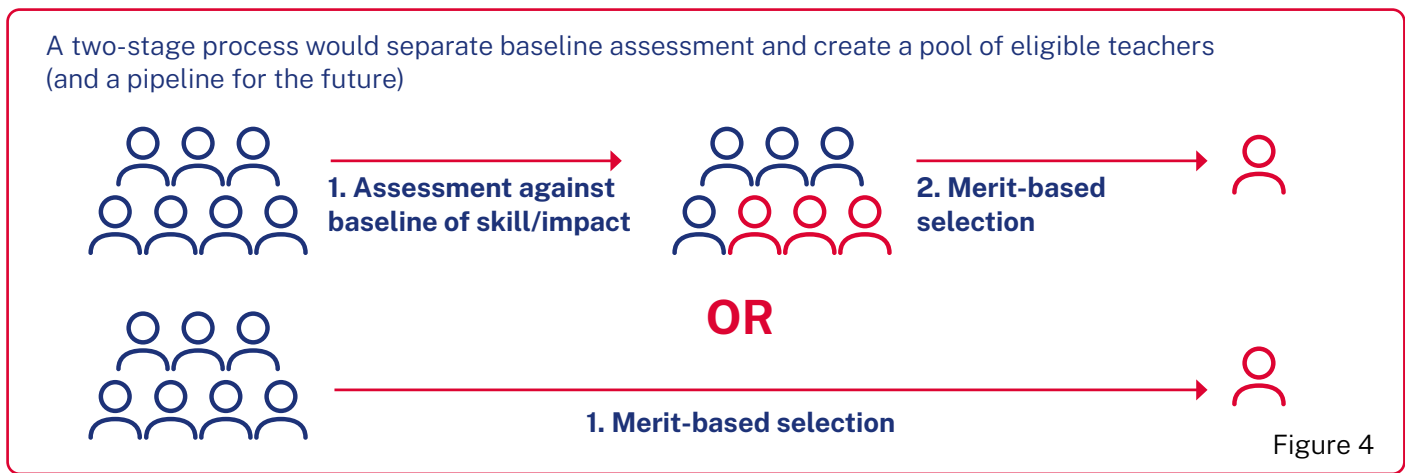 A two-stage process would separate baseline assessment and create a pool of eligible teachers
(and a pipeline for the future)
1. Assessment against
baseline of skill/impact
2. Merit-based
selection
OR
1. Merit-based selection
Figure 4